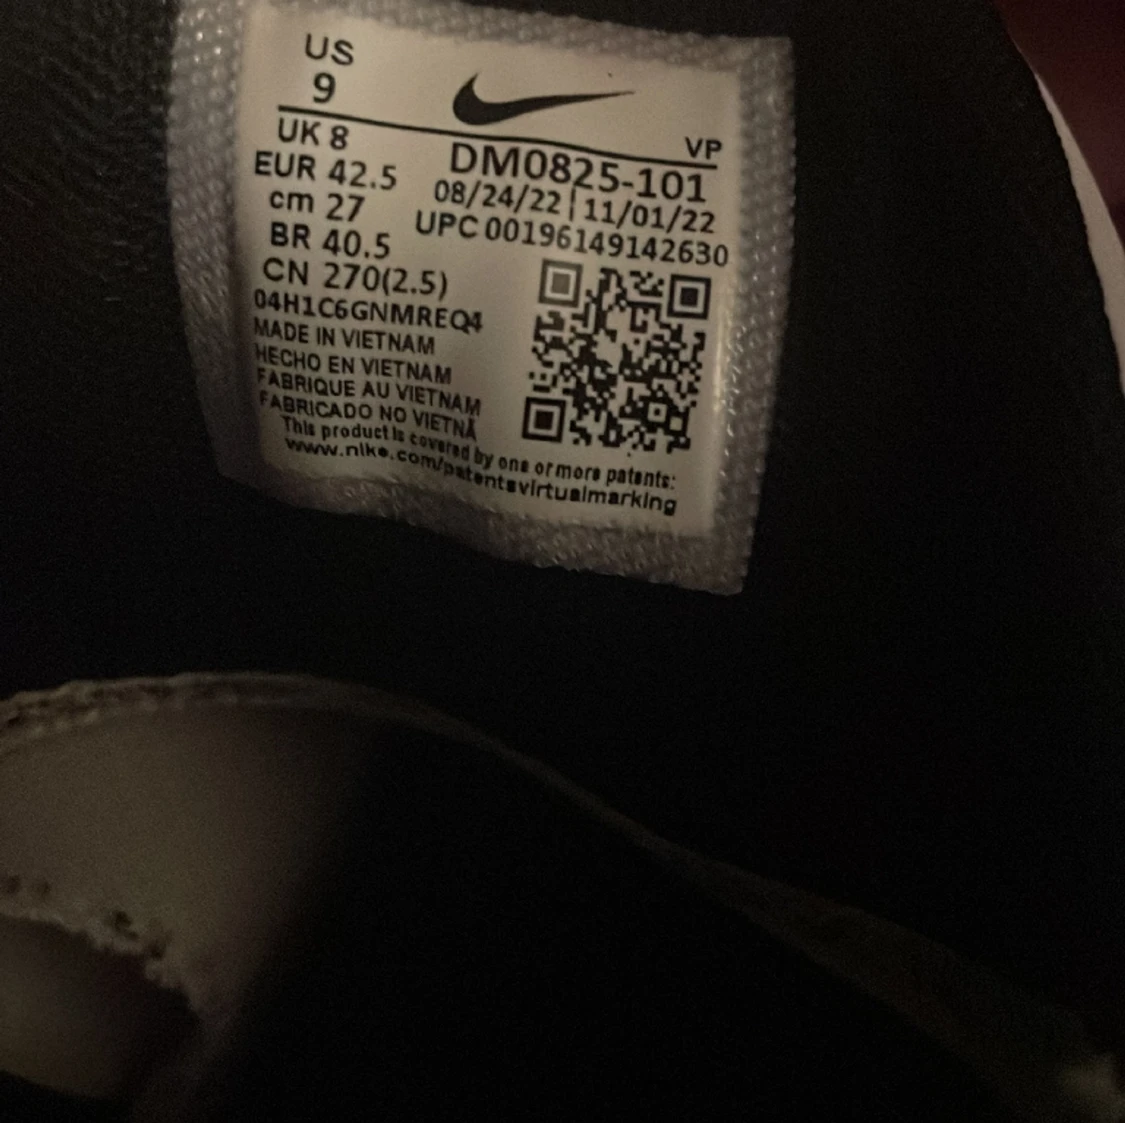 US
9
VP
UK 8
DM0825-101
EUR 42.5
08/24/22 | 11/01/22
cm 27
UPC 00196149142630
BR 40.5
CN 270(2.5)
04H1C6GNMREQ4
MADE IN VIETNAM
HECHO EN VIETNAM
FABRIQUE AU VIETNAM
FABRICADO NO VIETNÃ
This product is covered by one or more patents:
www.nike.com/patentsvirtualmarking